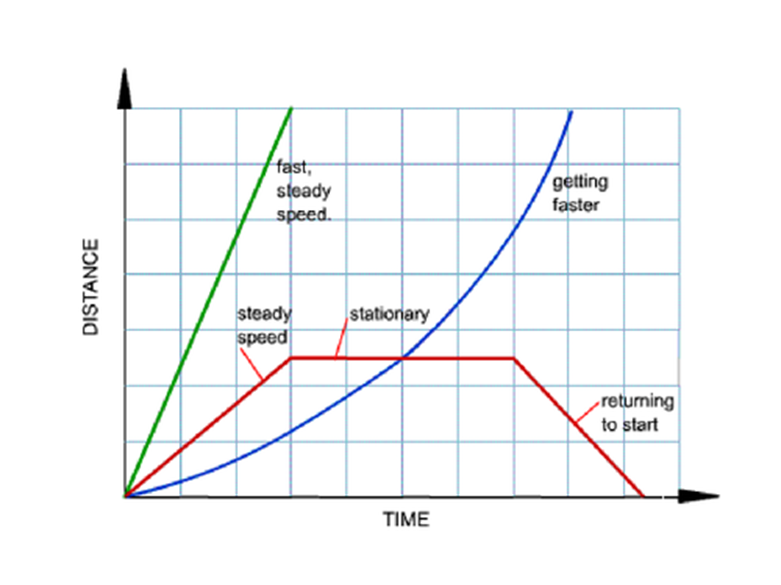 fast,
steady
speed.
getting
faster
DISTANCE
steady
speed
stationary
returning
to start
TIME